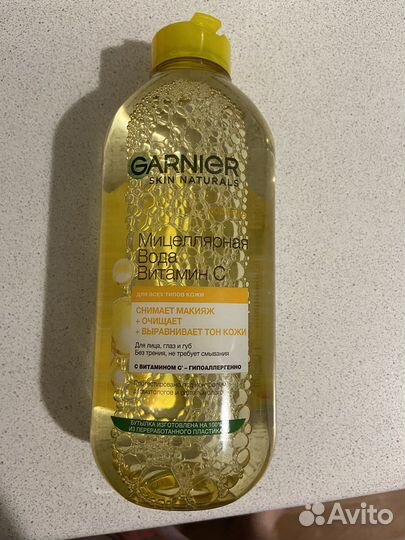 GARNIER
SKIN NATURALS
Мицеллярная
Вода
Витамин С
ДЛЯ ВСЕХ ТИПОВ КОЖИ
СНИМАЕТ МАКИЯЖ
+ ОЧИЩАЕТ
+ ВЫРАВНИВАЕТ ТОН КОЖИ
Для лица, глаз и губ
Без трения, не требует смывания
С ВИТАМИНОМ С* – ГИПОАЛЛЕРГЕННО
БУТЫЛКА ИЗГОТОВЛЕНА НА 100%
ИЗ ПЕРЕРАБОТАННОГО ПЛАСТИКА
Avito